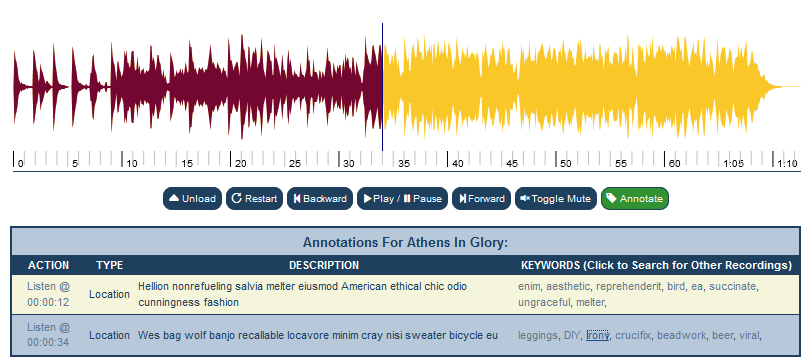 0 5 10 15 20 25 30 35 40 45 50 55 60 1:05 1:10
Unload Restart Backward Play / Pause Forward Toggle Mute Annotate
Annotations For Athens In Glory:
ACTION TYPE DESCRIPTION KEYWORDS (Click to Search for Other Recordings)
Listen @ 00:00:12 Location Hellion nonrefueling salvia melter eiusmod American ethical chic odio enim, aesthetic, reprehenderit, bird, ea, succinate,
cunningness fashion ungraceful, melter,
Listen @ 00:00:34 Location Wes bag wolf banjo recallable locavore minim cray nisi sweater bicycle eu leggings, DIY, irony, crucifix, beadwork, beer, viral,